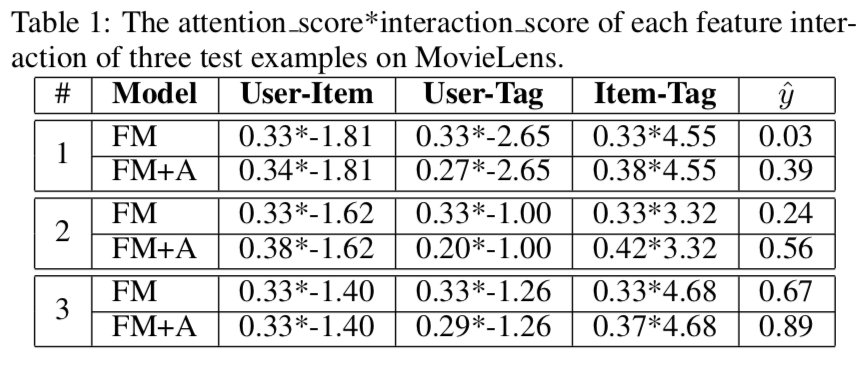 Table 1: The attention_score*interaction_score of each feature inter-
action of three test examples on MovieLens.
# Model User-Item User-Tag Item-Tag ŷ
1 FM 0.33*-1.81 0.33*-2.65 0.33*4.55 0.03
FM+A 0.34*-1.81 0.27*-2.65 0.38*4.55 0.39
2 FM 0.33*-1.62 0.33*-1.00 0.33*3.32 0.24
FM+A 0.38*-1.62 0.20*-1.00 0.42*3.32 0.56
3 FM 0.33*-1.40 0.33*-1.26 0.33*4.68 0.67
FM+A 0.33*-1.40 0.29*-1.26 0.37*4.68 0.89